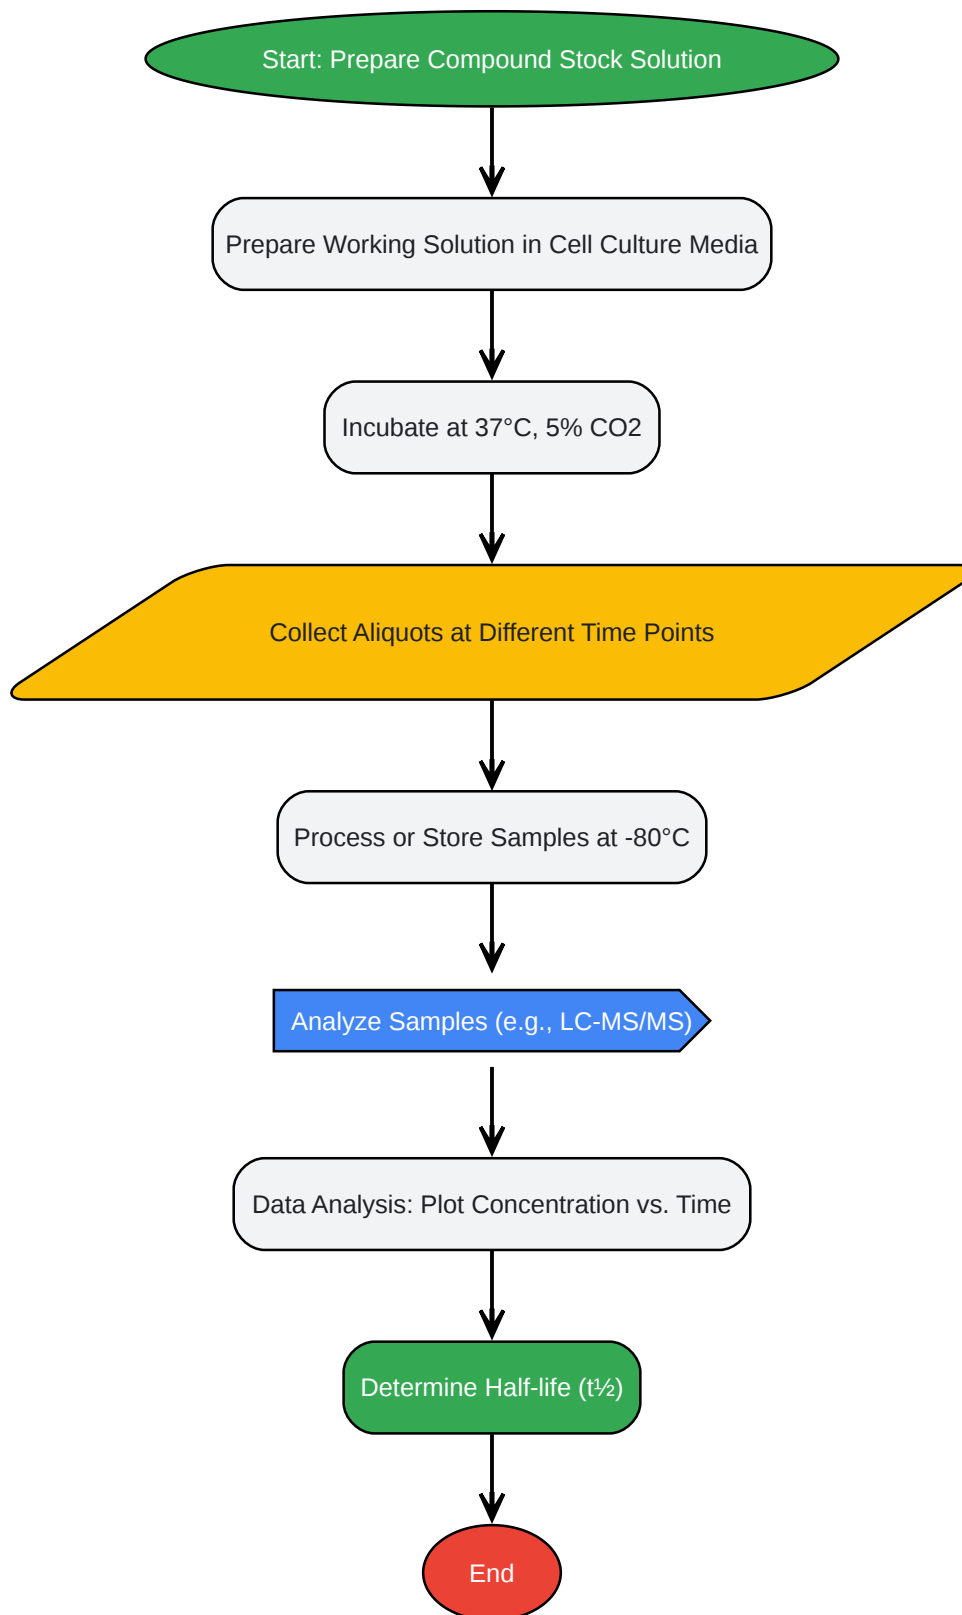 Start: Prepare Compound Stock Solution
Prepare Working Solution in Cell Culture Media
Incubate at 37°C, 5% CO2
Collect Aliquots at Different Time Points
Process or Store Samples at -80°C
Analyze Samples (e.g., LC-MS/MS)
Data Analysis: Plot Concentration vs. Time
Determine Half-life (t½)
End